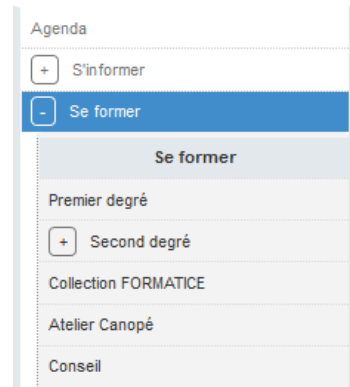 Agenda
+ S'informer
- Se former
Se former
Premier degré
+ Second degré
Collection FORMATICE
Atelier Canopé
Conseil